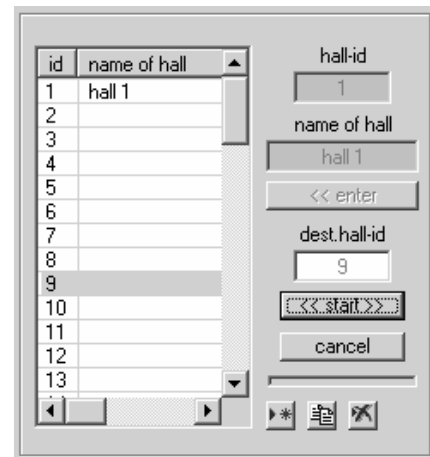 id name of hall
1 hall 1
2
3
4
5
6
7
8
9
10
11
12
13
hall-id
1
name of hall
hall 1
<< enter
dest.hall-id
9
<< start >>
cancel